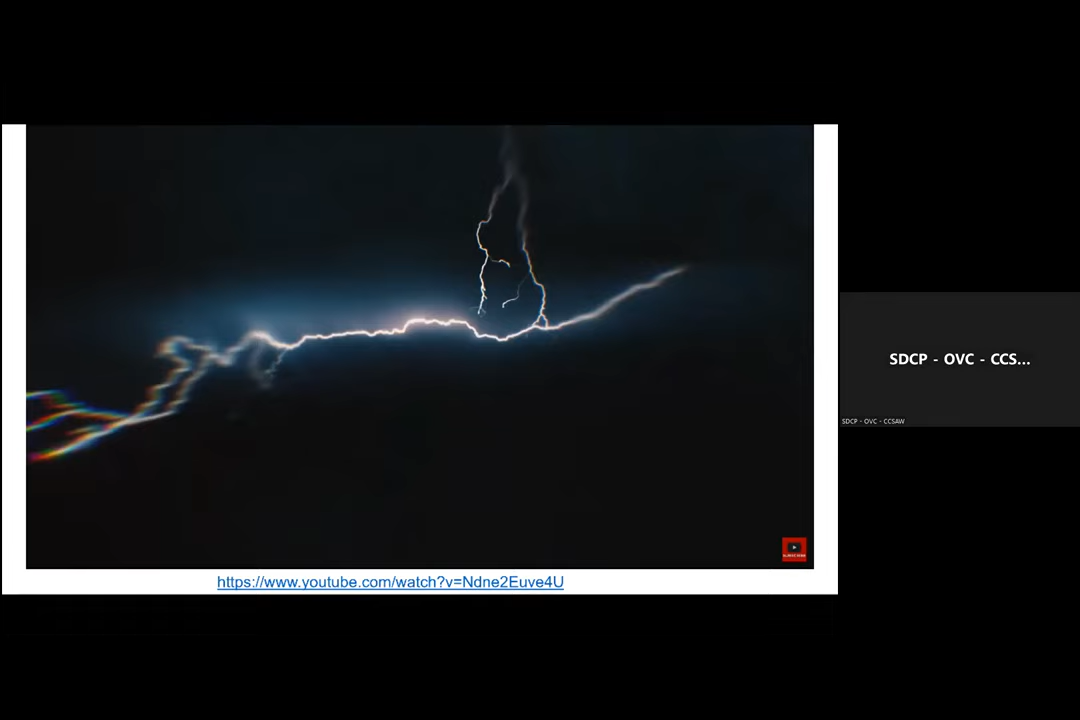 SDCP - OVC - CCS...
SDCP - OVC - CCSAW
https://www.youtube.com/watch?v=Ndne2Euve4U